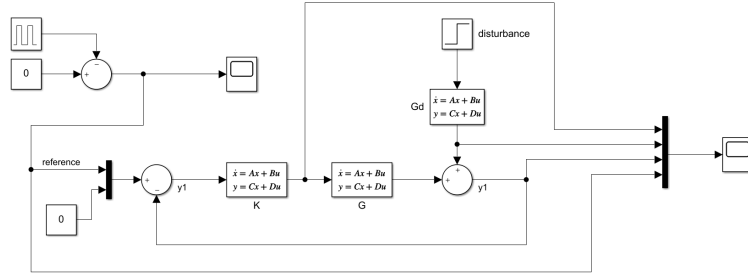 disturbance
−
0
+
ẋ = Ax + Bu
y = Cx + Du
Gd
reference
+
−
y1
ẋ = Ax + Bu
y = Cx + Du
K
ẋ = Ax + Bu
y = Cx + Du
G
+
+
y1
0